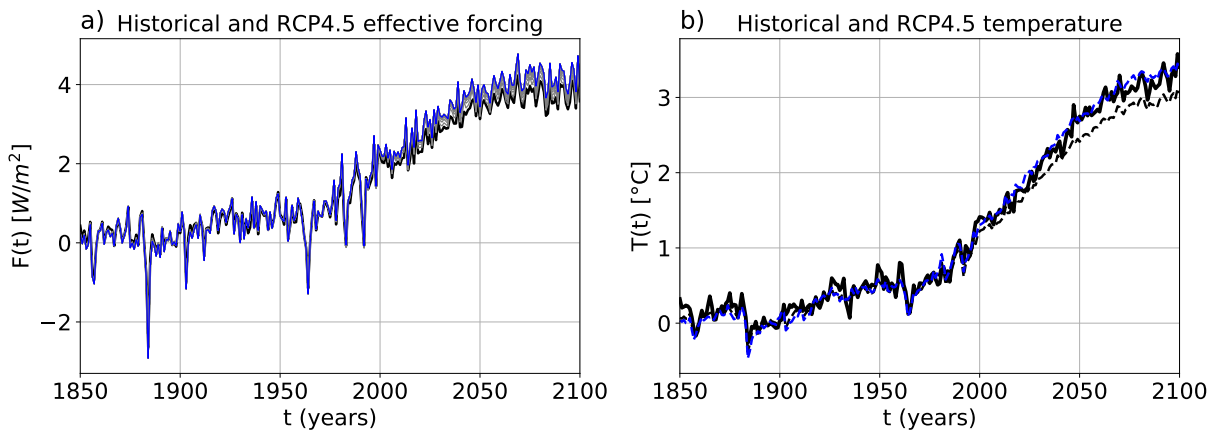 a) Historical and RCP4.5 effective forcing
F(t) [W/m²]
4
2
0
−2
1850 1900 1950 2000 2050 2100
t (years)
b) Historical and RCP4.5 temperature
T(t) [°C]
3
2
1
0
1850 1900 1950 2000 2050 2100
t (years)